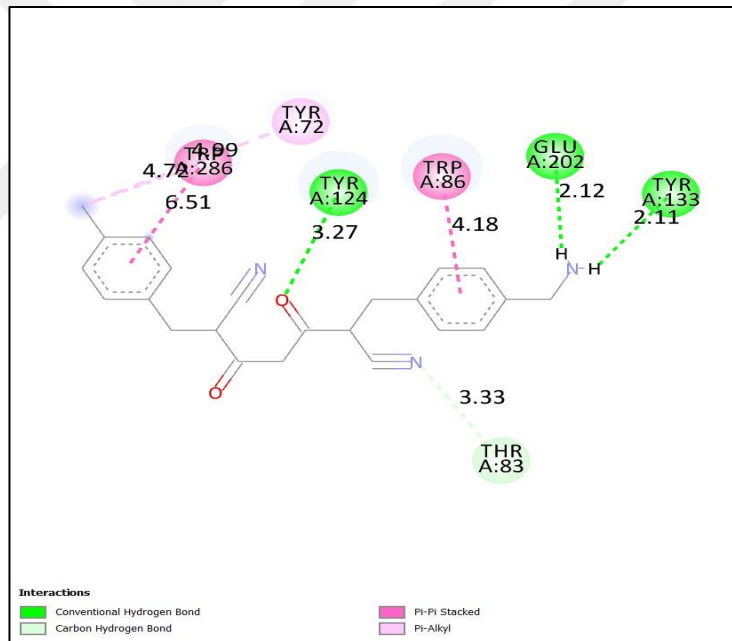 TYR
A:72
4.09
4.72
TRP
A:286
6.51
TYR
A:124
3.27
TRP
A:86
4.18
GLU
A:202
2.12
TYR
A:133
2.11
H
N
H
N
O
O
N
3.33
THR
A:83
Interactions
Conventional Hydrogen Bond
Carbon Hydrogen Bond
Pi-Pi Stacked
Pi-Alkyl